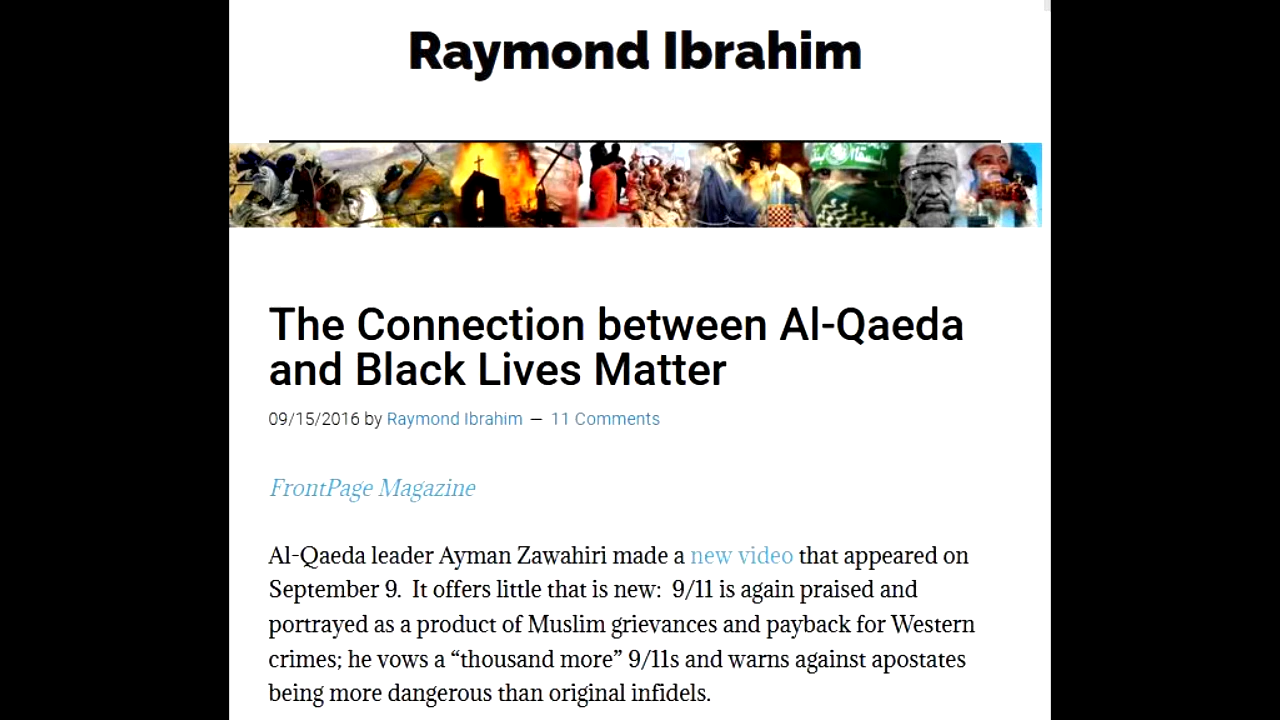 Raymond Ibrahim
The Connection between Al-Qaeda
and Black Lives Matter
09/15/2016 by Raymond Ibrahim — 11 Comments
FrontPage Magazine
Al-Qaeda leader Ayman Zawahiri made a new video that appeared on
September 9.  It offers little that is new:  9/11 is again praised and
portrayed as a product of Muslim grievances and payback for Western
crimes; he vows a “thousand more” 9/11s and warns against apostates
being more dangerous than original infidels.